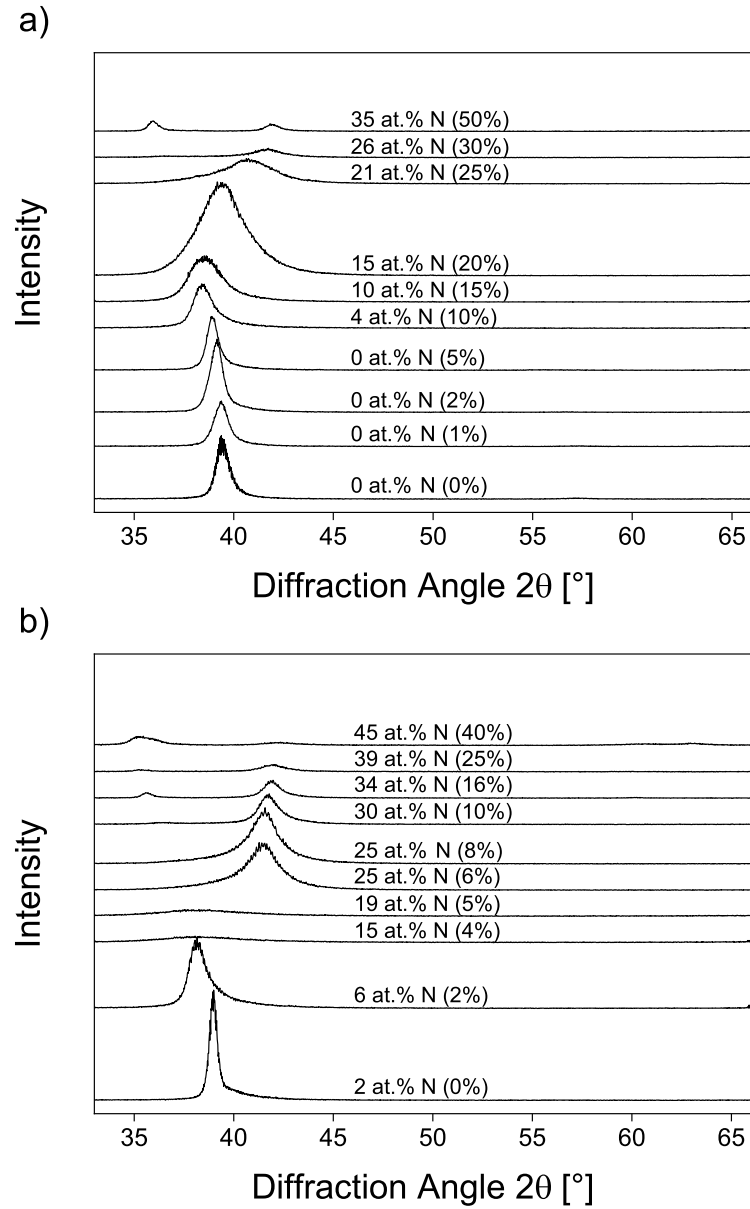 a)
35 at.% N (50%)
26 at.% N (30%)
21 at.% N (25%)
15 at.% N (20%)
10 at.% N (15%)
4 at.% N (10%)
0 at.% N (5%)
0 at.% N (2%)
0 at.% N (1%)
0 at.% N (0%)
Intensity
35 40 45 50 55 60 65
Diffraction Angle 2θ [°]
b)
45 at.% N (40%)
39 at.% N (25%)
34 at.% N (16%)
30 at.% N (10%)
25 at.% N (8%)
25 at.% N (6%)
19 at.% N (5%)
15 at.% N (4%)
6 at.% N (2%)
2 at.% N (0%)
Intensity
35 40 45 50 55 60 65
Diffraction Angle 2θ [°]